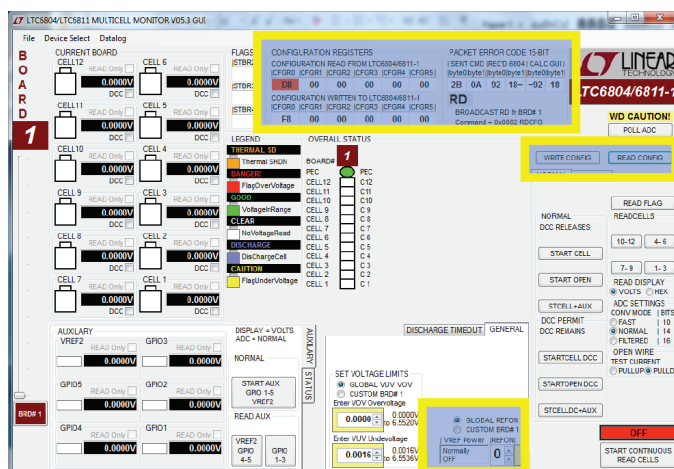 LTC6804/LTC6811 MULTICELL MONITOR V05.3 GUI
File Device Select Datalog
BOARD
1
CURRENT BOARD
CELL12 READ Only 0.0000V DCC
CELL 6 READ Only 0.0000V DCC
CELL11 READ Only 0.0000V DCC
CELL 5 READ Only 0.0000V DCC
CELL10 READ Only 0.0000V DCC
CELL 4 READ Only 0.0000V DCC
CELL 9 READ Only 0.0000V DCC
CELL 3 READ Only 0.0000V DCC
CELL 8 READ Only 0.0000V DCC
CELL 2 READ Only 0.0000V DCC
CELL 7 READ Only 0.0000V DCC
CELL 1 READ Only 0.0000V DCC
FLAGS
CONFIGURATION REGISTERS
CONFIGURATION READ FROM LTC6804/6811-1
|CFGR0 |CFGR1 |CFGR2 |CFGR3 |CFGR4 |CFGR5|
D8 00 00 00 00 00
CONFIGURATION WRITTEN TO LTC6804/6811-1
|CFGR0 |CFGR1 |CFGR2 |CFGR3 |CFGR4 |CFGR5|
F8 00 00 00 00 00
PACKET ERROR CODE 15-BIT
|SENT CMD |REC'D 6804 | CALC GUI|
|byte0|byte1|byte0|byte1|byte0|byte1|
2B 0A 92 18-- --92 18
RD
BROADCAST RD fr BRD# 1
Command = 0x0002 RDCFG
LINEAR
TECHNOLOGY
LTC6804/6811-1
WD CAUTION!
POLL ADC
WRITE CONFIG
READ CONFIG
LEGEND
THERMAL SD
Thermal SHDN
DANGER!
FlagOverVoltage
GOOD
VoltageInRange
CLEAR
NoVoltageRead
DISCHARGE
DisChargeCell
CAUTION
FlagUnderVoltage
OVERALL STATUS
BOARD# 1
PEC PEC
CELL12 C12
CELL11 C11
CELL10 C10
CELL 9 C 9
CELL 8 C 8
CELL 7 C 7
CELL 6 C 6
CELL 5 C 5
CELL 4 C 4
CELL 3 C 3
CELL 2 C 2
CELL 1 C 1
NORMAL
DCC RELEASES
START CELL
START OPEN
STCELL+AUX
DCC PERMIT
DCC REMAINS
STARTCELL DCC
STARTOPEN DCC
STCELLDC+AUX
READ FLAG
READCELLS
10-12 4- 6
7- 9 1- 3
READ DISPLAY
VOLTS HEX
ADC SETTINGS
CONV MODE | BITS
FAST | 10
NORMAL | 14
FILTERED | 16
OPEN WIRE
TEST CURRENT
PULLUP PULLD
OFF
START CONTINUOUS
READ CELLS
BRD# 1
AUXILARY
VREF2 READ Only 0.0000V
GPIO3 READ Only 0.0000V
GPIO5 READ Only 0.0000V
GPIO2 READ Only 0.0000V
GPIO4 READ Only 0.0000V
GPIO1 READ Only 0.0000V
DISPLAY = VOLTS
ADC = NORMAL
NORMAL
START AUX
GPIO 1-5
VREF2
READ AUX
VREF2
GPIO
4-5
GPIO
1-3
AUXILARY
STATUS
DISCHARGE TIMEOUT GENERAL
SET VOLTAGE LIMITS
GLOBAL VUV VOV
CUSTOM BRD# 1
Enter VOV Overvoltage
0.0000 0.0000V
to 6.5520V
Enter VUV Undevoltage
0.0016 0.0016V
to 6.5536V
GLOBAL REFON
CUSTOM BRD# 1
|VREF Power |REFON|
Normally
OFF
0